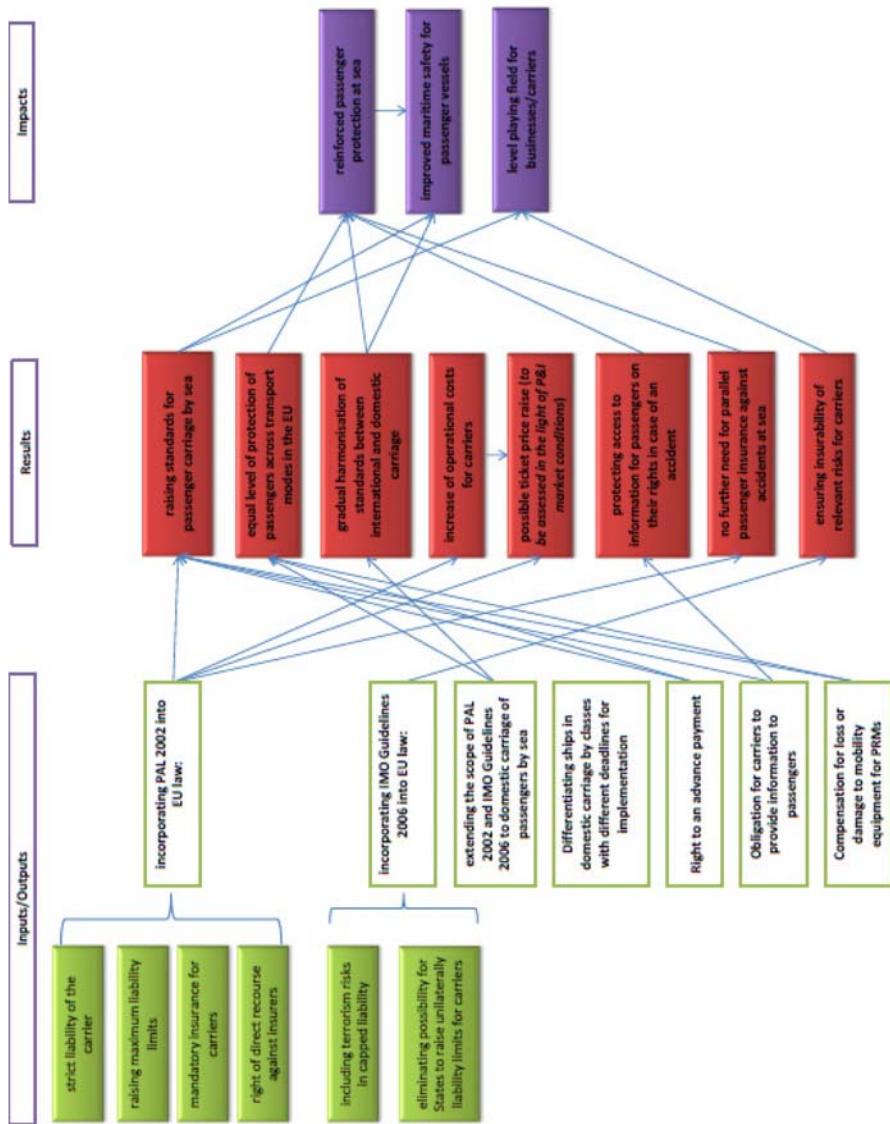 Inputs/Outputs
Results
Impacts
strict liability of the
carrier
raising maximum liability
limits
mandatory insurance for
carriers
right of direct recourse
against insurers
including terrorism risks
in capped liability
eliminating possibility for
States to raise unilaterally
liability limits for carriers
incorporating PAL 2002 into
EU law:
incorporating IMO Guidelines
2006 into EU law:
extending the scope of PAL
2002 and IMO Guidelines
2006 to domestic carriage of
passengers by sea
Differentiating ships in
domestic carriage by classes
with different deadlines for
implementation
Right to an advance payment
Obligation for carriers to
provide information to
passengers
Compensation for loss or
damage to mobility
equipment for PRMs
raising standards for
passenger carriage by sea
equal level of protection of
passengers across transport
modes in the EU
gradual harmonisation of
standards between
international and domestic
carriage
increase of operational costs
for carriers
possible ticket price raise (to
be assessed in the light of P&I
market conditions)
protecting access to
information for passengers on
their rights in case of an
accident
no further need for parallel
passenger insurance against
accidents at sea
ensuring insurability of
relevant risks for carriers
reinforced passenger
protection at sea
improved maritime safety for
passenger vessels
level playing field for
businesses/carriers